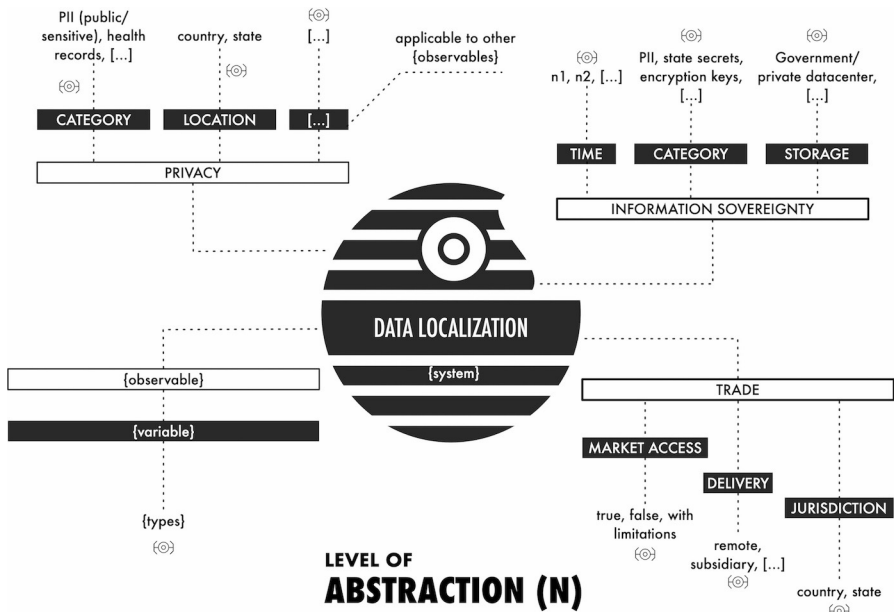 PII (public/
sensitive), health
records, [...]
country, state
[...]
applicable to other
{observables}
CATEGORY
LOCATION
[...]
PRIVACY
n1, n2, [...]
PII, state secrets,
encryption keys,
[...]
Government/
private datacenter,
[...]
TIME
CATEGORY
STORAGE
INFORMATION SOVEREIGNTY
DATA LOCALIZATION
{system}
{observable}
{variable}
{types}
TRADE
MARKET ACCESS
DELIVERY
JURISDICTION
true, false, with
limitations
remote,
subsidiary, [...]
country, state
LEVEL OF
ABSTRACTION (N)